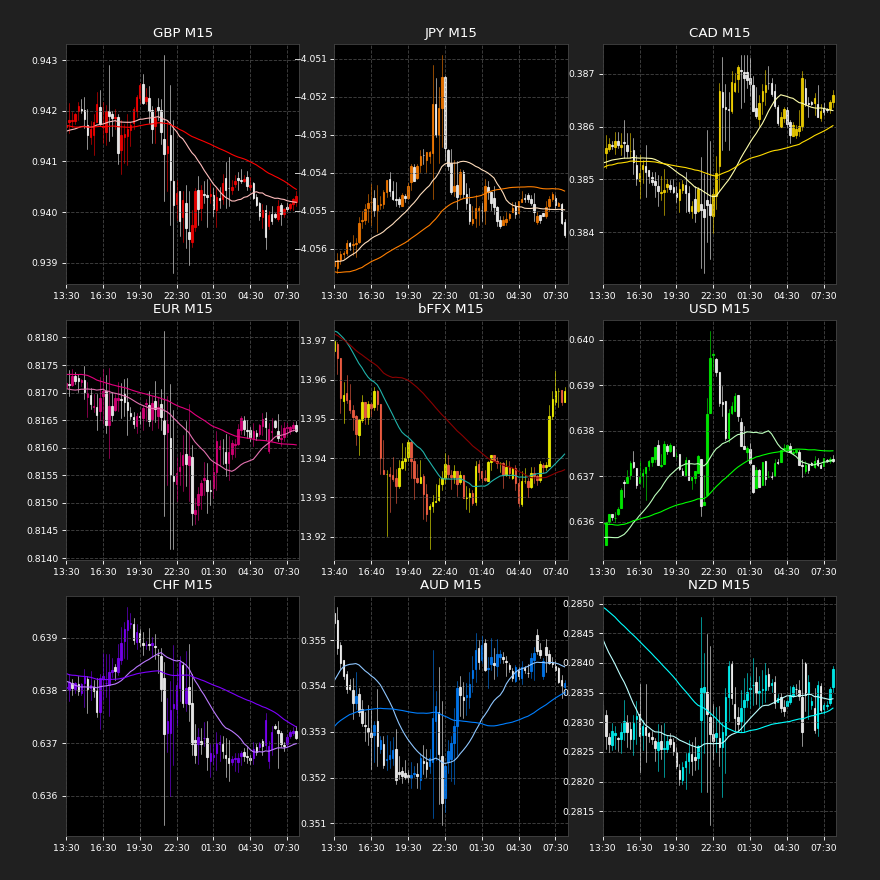 GBP M15
0.943
0.942
0.941
0.940
0.939
13:30 16:30 19:30 22:30 01:30 04:30 07:30
JPY M15
−4.051
−4.052
−4.053
−4.054
−4.055
−4.056
13:30 16:30 19:30 22:30 01:30 04:30 07:30
CAD M15
0.387
0.386
0.385
0.384
13:30 16:30 19:30 22:30 01:30 04:30 07:30
EUR M15
0.8180
0.8175
0.8170
0.8165
0.8160
0.8155
0.8150
0.8145
0.8140
13:30 16:30 19:30 22:30 01:30 04:30 07:30
bFFX M15
13.97
13.96
13.95
13.94
13.93
13.92
13:40 16:40 19:40 22:40 01:40 04:40 07:40
USD M15
0.640
0.639
0.638
0.637
0.636
13:30 16:30 19:30 22:30 01:30 04:30 07:30
CHF M15
0.639
0.638
0.637
0.636
13:30 16:30 19:30 22:30 01:30 04:30 07:30
AUD M15
0.355
0.354
0.353
0.352
0.351
13:30 16:30 19:30 22:30 01:30 04:30 07:30
NZD M15
0.2850
0.2845
0.2840
0.2835
0.2830
0.2825
0.2820
0.2815
13:30 16:30 19:30 22:30 01:30 04:30 07:30